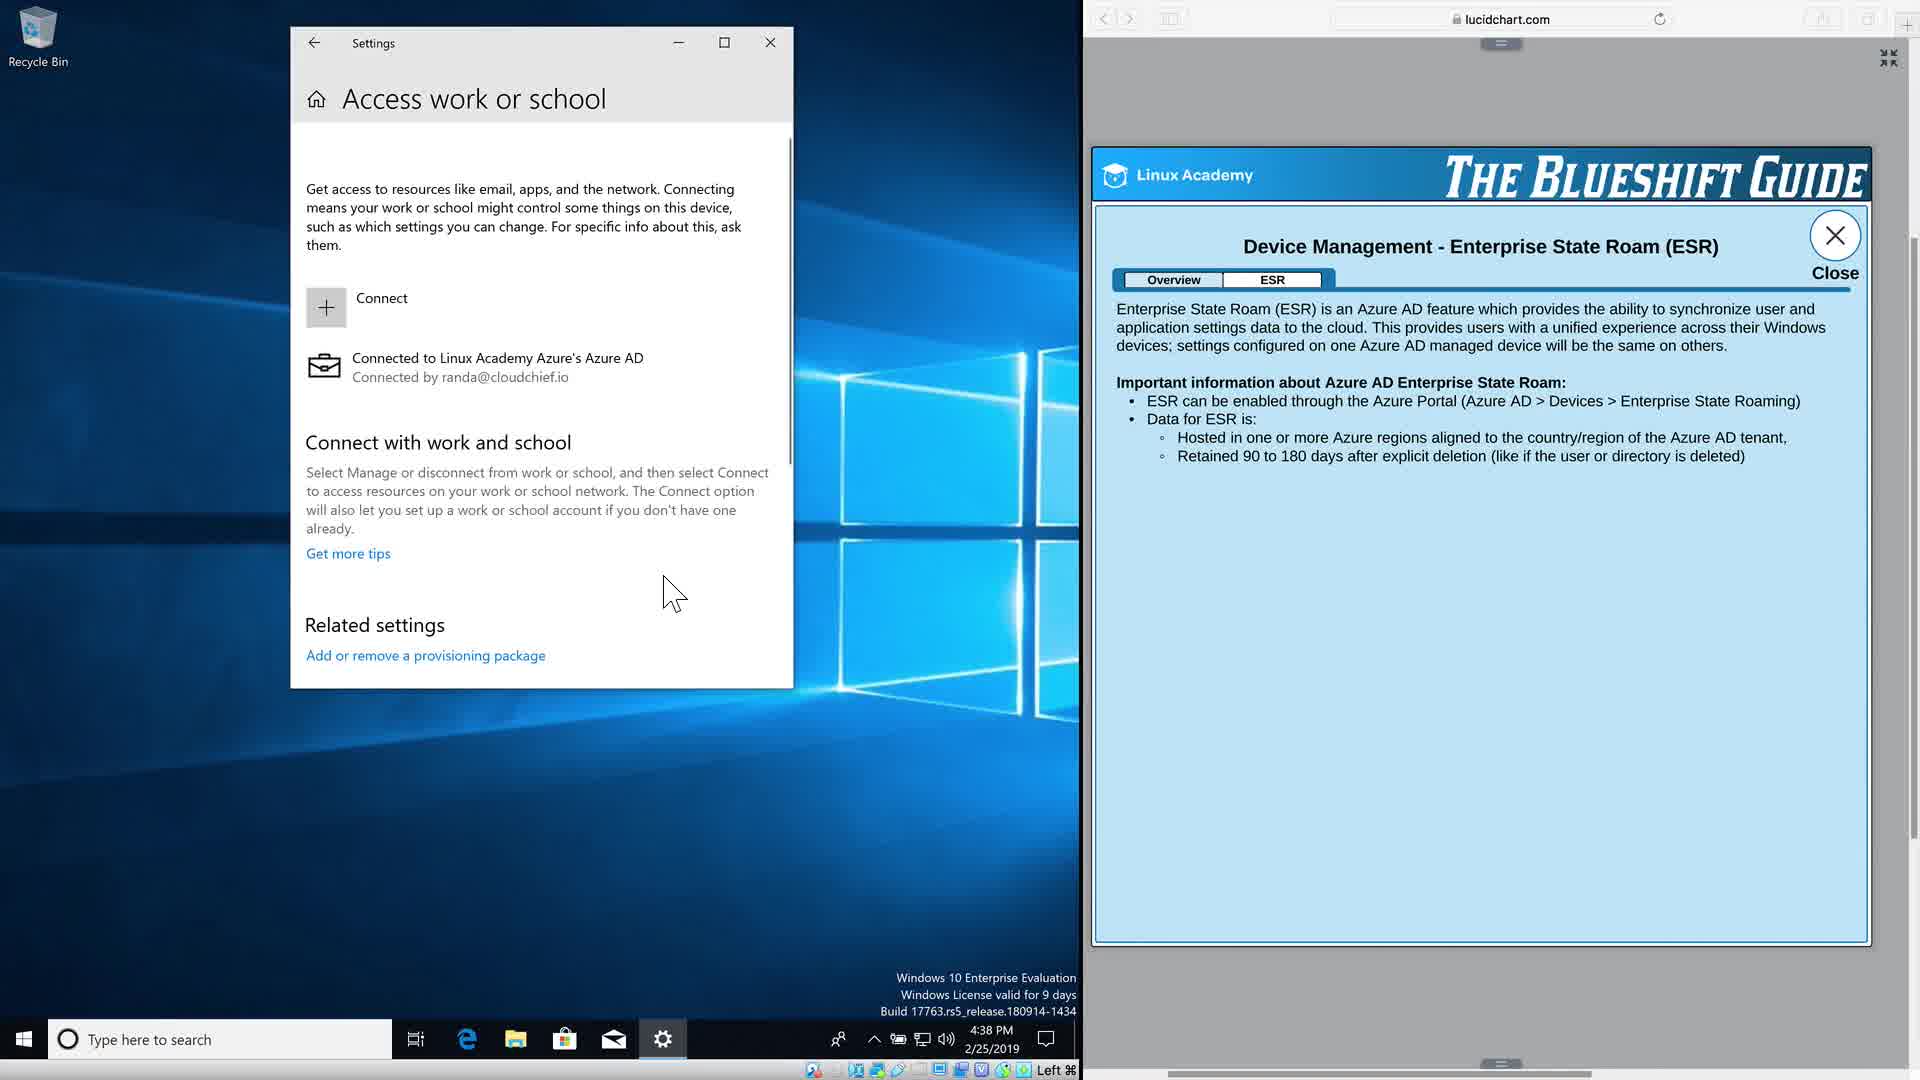 Recycle Bin
Settings
Access work or school
Get access to resources like email, apps, and the network. Connecting
means your work or school might control some things on this device,
such as which settings you can change. For specific info about this, ask
them.
Connect
Connected to Linux Academy Azure's Azure AD
Connected by randa@cloudchief.io
Connect with work and school
Select Manage or disconnect from work or school, and then select Connect
to access resources on your work or school network. The Connect option
will also let you set up a work or school account if you don't have one
already.
Get more tips
Related settings
Add or remove a provisioning package
Windows 10 Enterprise Evaluation
Windows License valid for 9 days
Build 17763.rs5_release.180914-1434
Type here to search
4:38 PM
2/25/2019
Left ⌘
lucidchart.com
Linux Academy
THE BLUESHIFT GUIDE
Device Management - Enterprise State Roam (ESR)
Close
Overview
ESR
Enterprise State Roam (ESR) is an Azure AD feature which provides the ability to synchronize user and
application settings data to the cloud. This provides users with a unified experience across their Windows
devices; settings configured on one Azure AD managed device will be the same on others.
Important information about Azure AD Enterprise State Roam:
• ESR can be enabled through the Azure Portal (Azure AD > Devices > Enterprise State Roaming)
• Data for ESR is:
◦ Hosted in one or more Azure regions aligned to the country/region of the Azure AD tenant,
◦ Retained 90 to 180 days after explicit deletion (like if the user or directory is deleted)